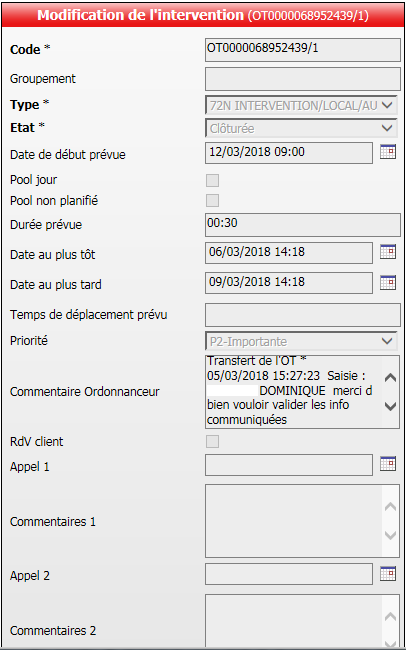 Modification de l'intervention (OT0000068952439/1)
Code * OT0000068952439/1
Groupement
Type * 72N INTERVENTION/LOCAL/AU
Etat * Clôturée
Date de début prévue 12/03/2018 09:00
Pool jour
Pool non planifié
Durée prévue 00:30
Date au plus tôt 06/03/2018 14:18
Date au plus tard 09/03/2018 14:18
Temps de déplacement prévu
Priorité P2-Importante
Transfert de l'OT *
05/03/2018 15:27:23 Saisie :
Commentaire Ordonnanceur DOMINIQUE merci d
bien vouloir valider les info
communiquées
RdV client
Appel 1
Commentaires 1
Appel 2
Commentaires 2